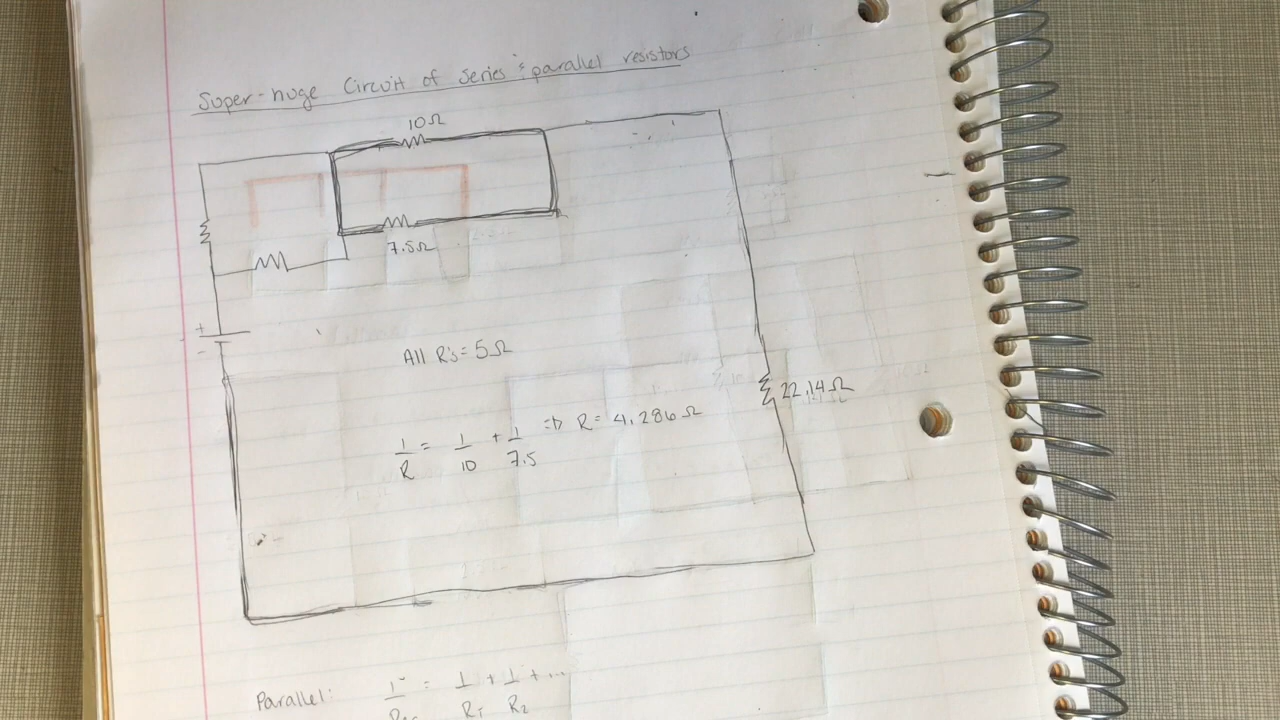 Super-huge Circuit of Series & parallel resistors
10Ω
7.5Ω
+
-
All R's = 5Ω
22.14Ω
1/R = 1/10 + 1/7.5 => R = 4.286Ω
Parallel: 1/ = 1/R1 + 1/R2 + ...